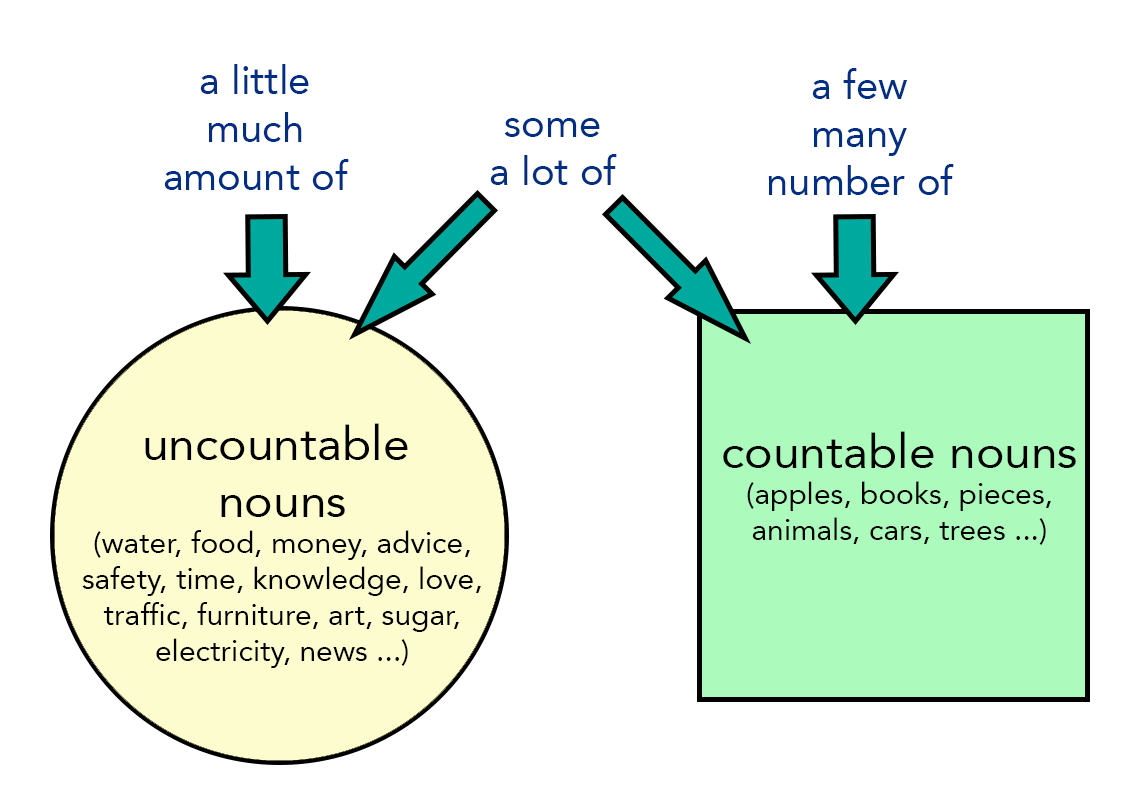 a little
much
amount of
some
a lot of
a few
many
number of
uncountable
nouns
(water, food, money, advice,
safety, time, knowledge, love,
traffic, furniture, art, sugar,
electricity, news ...)
countable nouns
(apples, books, pieces,
animals, cars, trees ...)